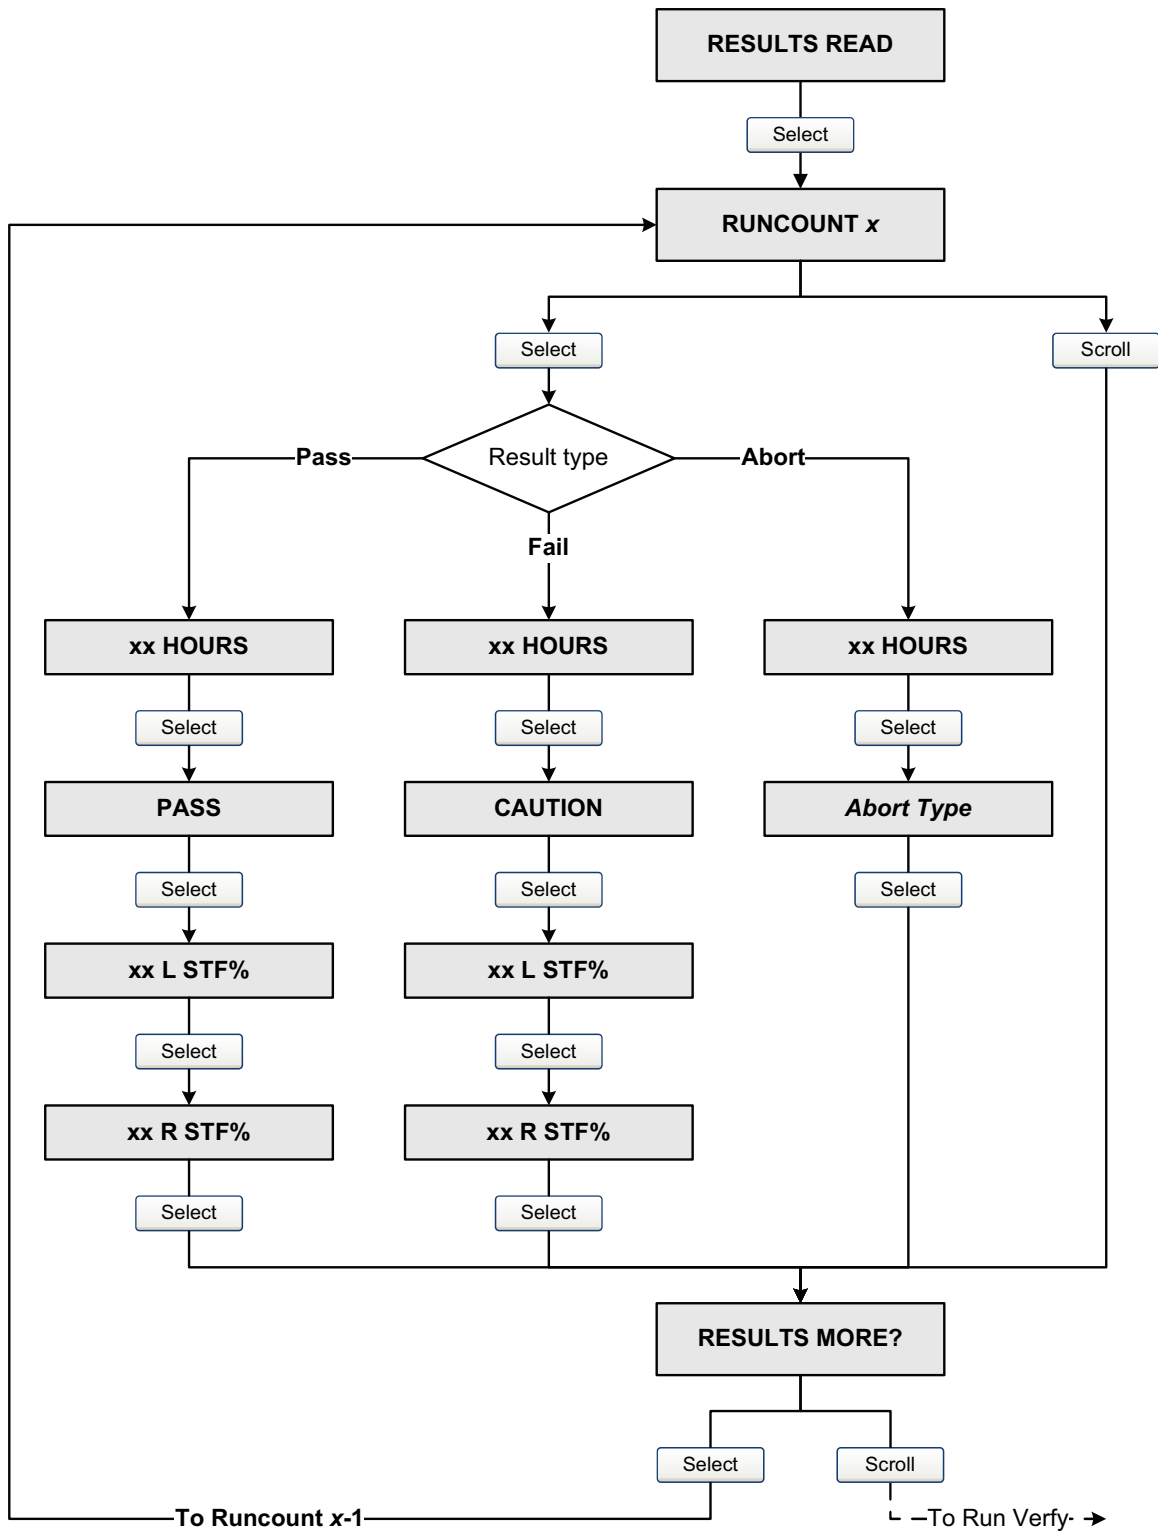 RESULTS READ
Select
RUNCOUNT x
Select
Scroll
Pass
Result type
Abort
Fail
xx HOURS
xx HOURS
xx HOURS
Select
Select
Select
PASS
CAUTION
Abort Type
Select
Select
Select
xx L STF%
xx L STF%
Select
Select
xx R STF%
xx R STF%
Select
Select
RESULTS MORE?
Select
Scroll
To Runcount x-1
To Run Verfy